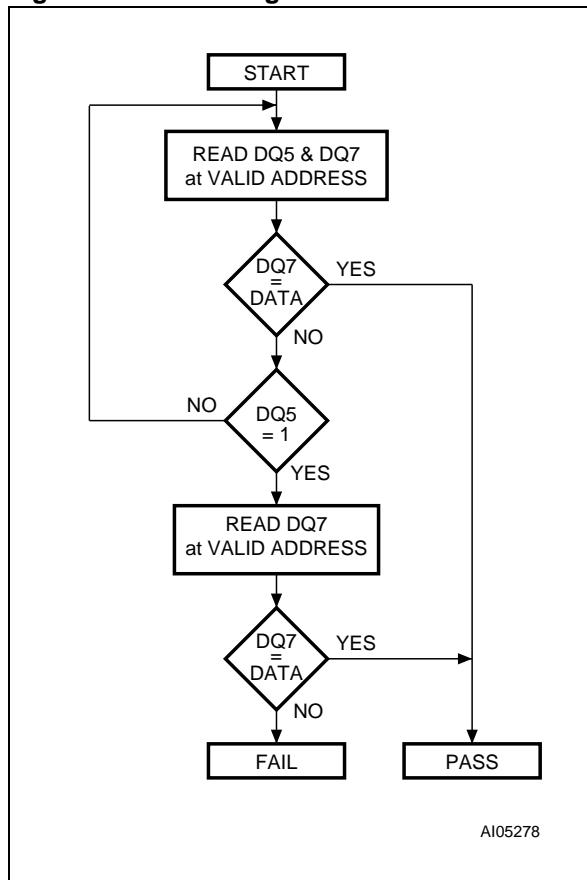 START
READ DQ5 & DQ7
at VALID ADDRESS
DQ7
=
DATA
YES
NO
DQ5
= 1
NO
YES
READ DQ7
at VALID ADDRESS
DQ7
=
DATA
YES
NO
FAIL
PASS
AI05278